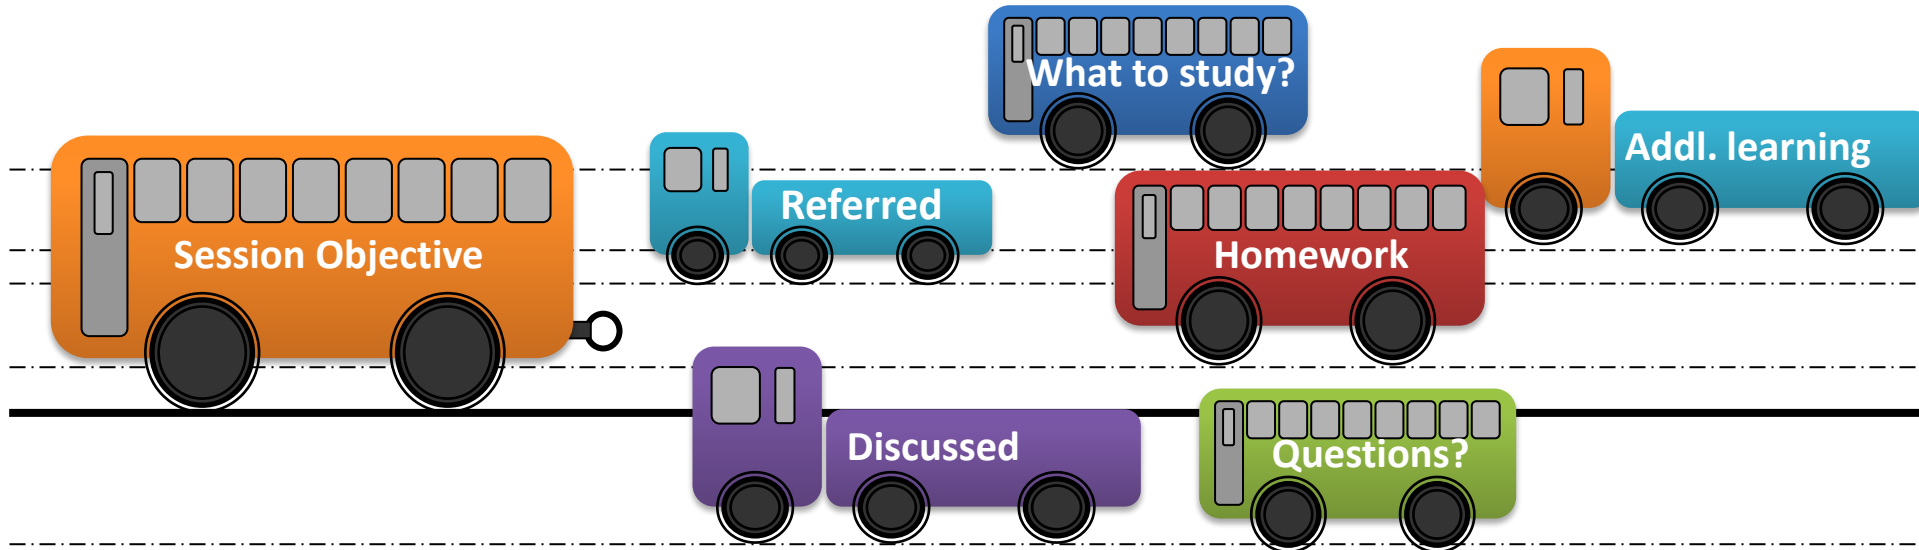 What to study?
Addl. learning
Referred
Session Objective
Homework
Discussed
Questions?